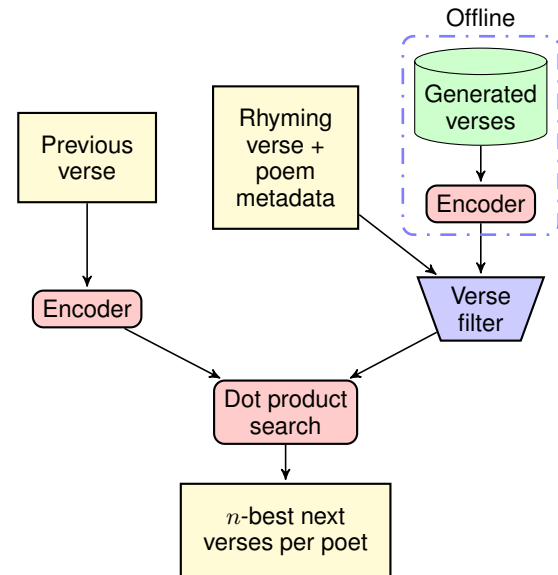 Offline
Generated
verses
Rhyming
verse +
poem
metadata
Previous
verse
Encoder
Encoder
Verse
filter
Dot product
search
n-best next
verses per poet